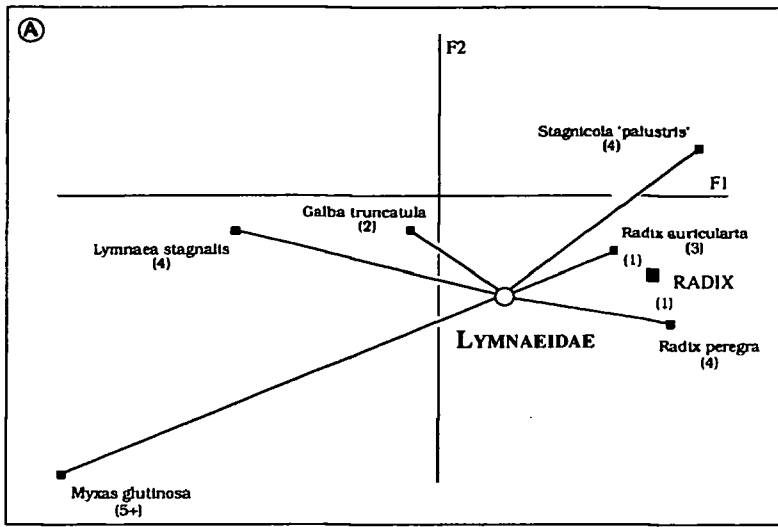 A
F2
Stagnicola 'palustris'
(4)
F1
Galba truncatula
(2)
Lymnaea stagnalis
(4)
Radix auricularia
(3)
(1)
RADIX
(1)
LYMNAEIDAE
Radix peregra
(4)
Myxas glutinosa
(5+)